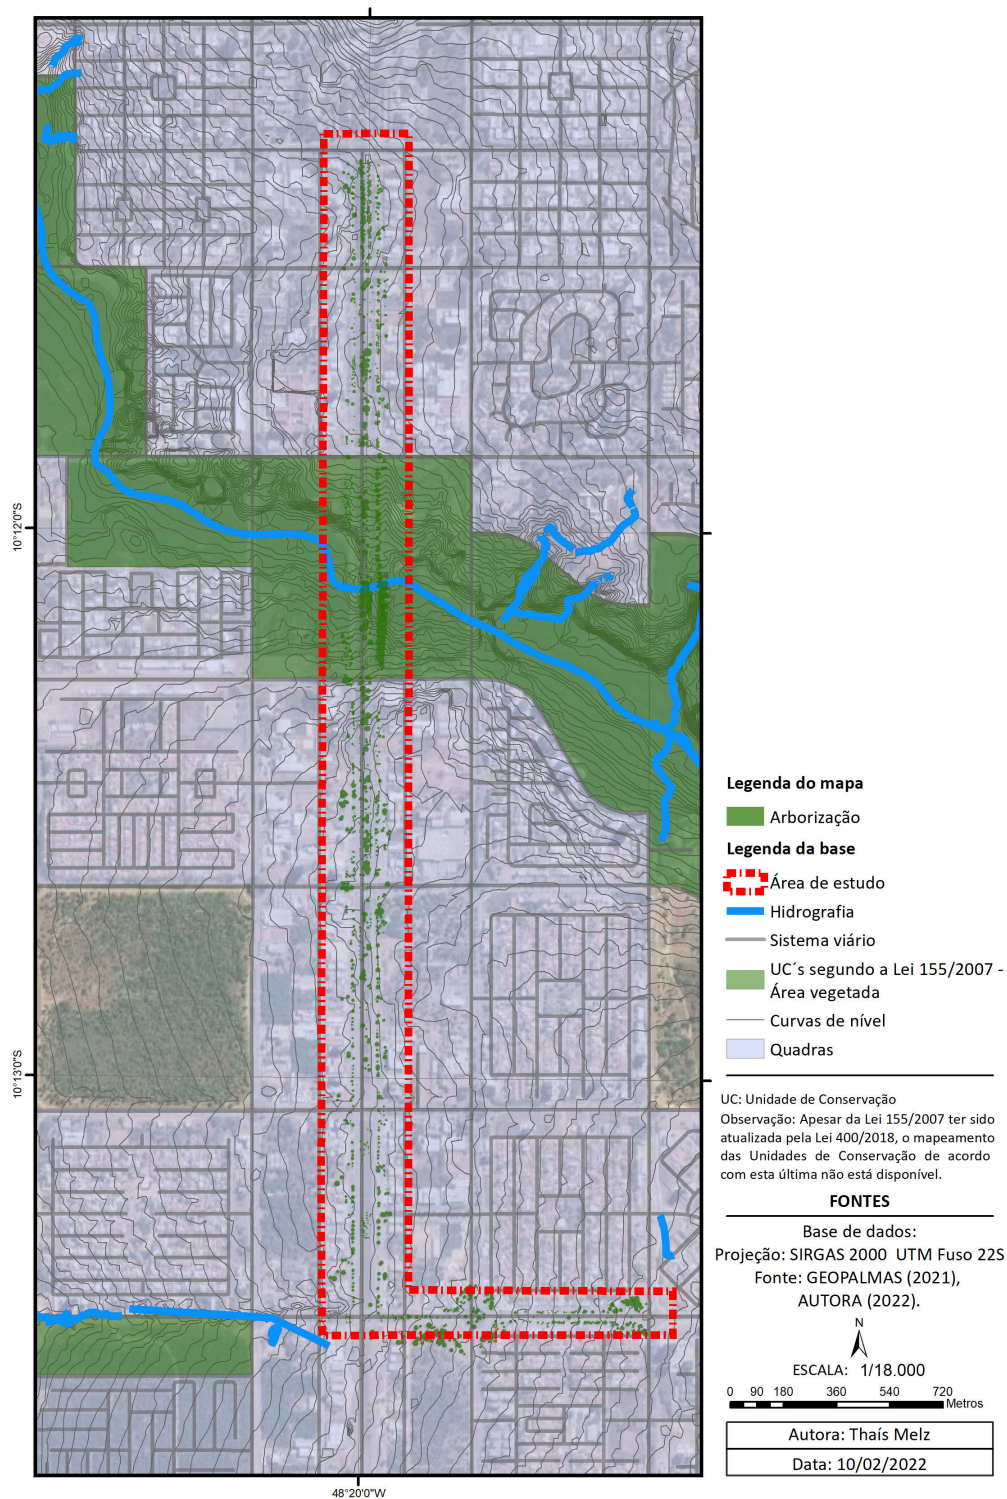 10°12'0"S
10°13'0"S
48°20'0"W
Legenda do mapa
Arborização
Legenda da base
Área de estudo
Hidrografia
Sistema viário
UC´s segundo a Lei 155/2007 -
Área vegetada
Curvas de nível
Quadras
UC: Unidade de Conservação
Observação: Apesar da Lei 155/2007 ter sido
atualizada pela Lei 400/2018, o mapeamento
das Unidades de Conservação de acordo
com esta última não está disponível.
FONTES
Base de dados:
Projeção: SIRGAS 2000 UTM Fuso 22S
Fonte: GEOPALMAS (2021),
AUTORA (2022).
N
ESCALA: 1/18.000
0 90 180 360 540 720
Metros
Autora: Thaís Melz
Data: 10/02/2022